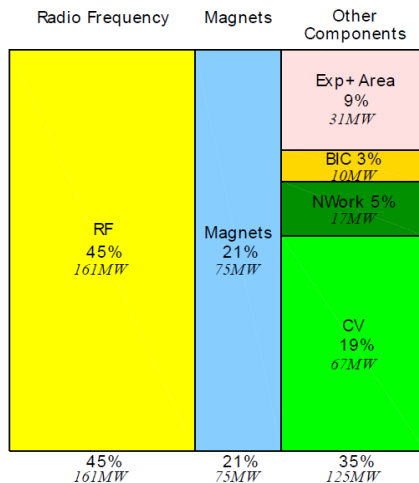 Radio Frequency
Magnets
Other
Components
Exp+ Area
9%
31MW
BIC 3%
10MW
NWork 5%
17MW
RF
45%
161MW
Magnets
21%
75MW
CV
19%
67MW
45%
161MW
21%
75MW
35%
125MW